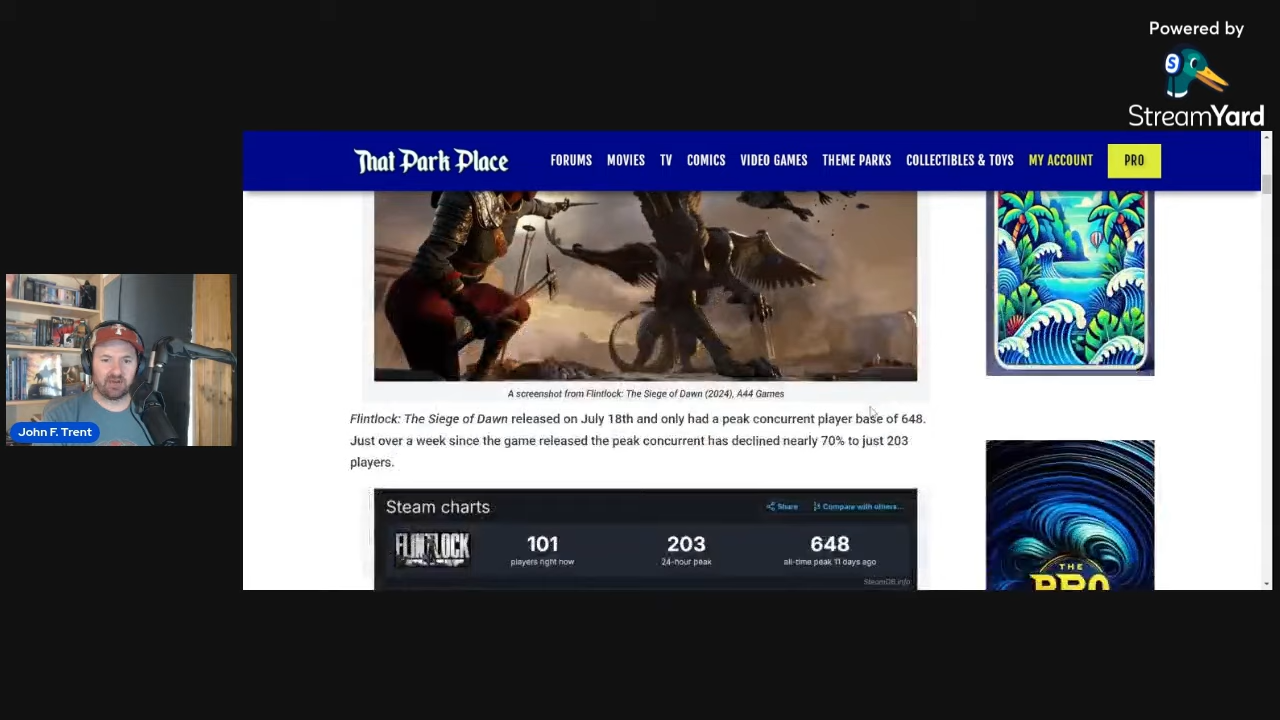 Powered by
S
StreamYard
That Park Place
FORUMS MOVIES TV COMICS VIDEO GAMES THEME PARKS COLLECTIBLES & TOYS MY ACCOUNT PRO
A screenshot from Flintlock: The Siege of Dawn (2024), A44 Games
Flintlock: The Siege of Dawn released on July 18th and only had a peak concurrent player base of 648.
Just over a week since the game released the peak concurrent has declined nearly 70% to just 203
players.
Steam charts
Share
Compare with others...
FLINTLOCK
101
203
648
players right now
24-hour peak
all-time peak 11 days ago
SteamDB.info
THE
PRO
John F. Trent